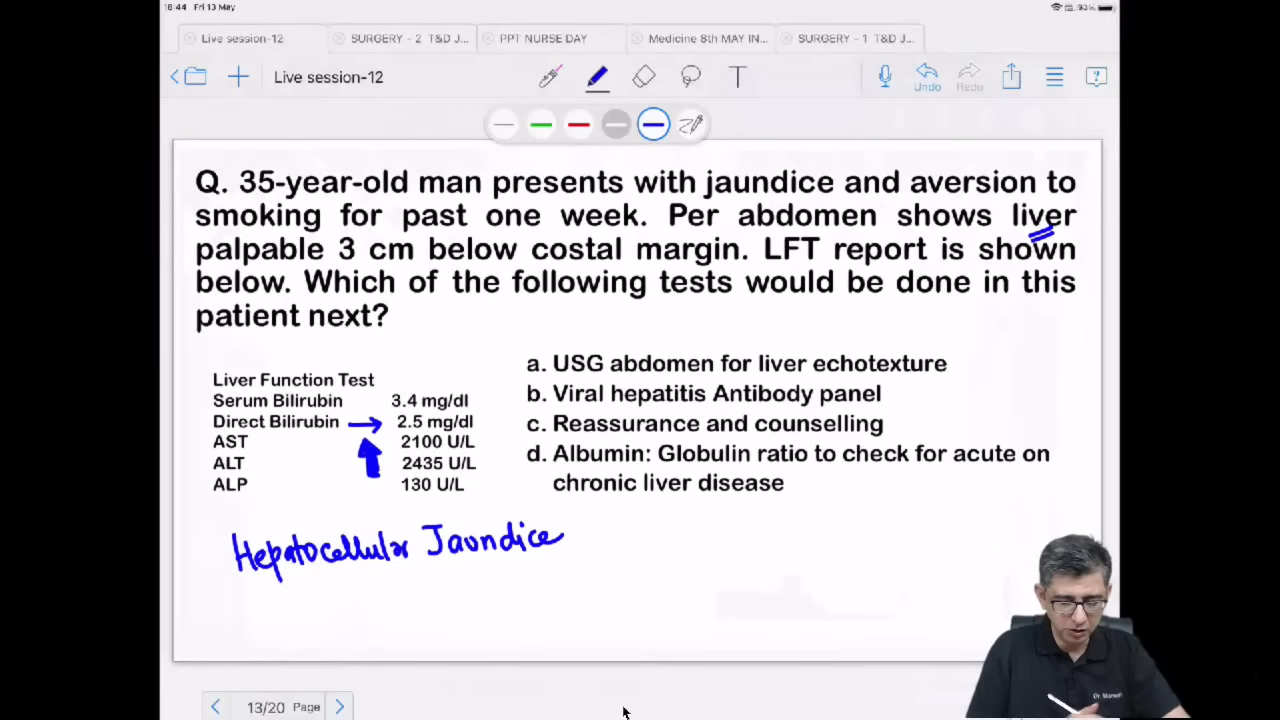 18:44 Fri 13 May
93%
Live session-12
SURGERY - 2 T&D J...
PPT NURSE DAY
Medicine 8th MAY IN...
SURGERY - 1 T&D J...
Live session-12
T
Undo
Redo
Q. 35-year-old man presents with jaundice and aversion to
smoking for past one week. Per abdomen shows liver
palpable 3 cm below costal margin. LFT report is shown
below. Which of the following tests would be done in this
patient next?
Liver Function Test
Serum Bilirubin 3.4 mg/dl
Direct Bilirubin → 2.5 mg/dl
AST 2100 U/L
ALT 2435 U/L
ALP 130 U/L
a. USG abdomen for liver echotexture
b. Viral hepatitis Antibody panel
c. Reassurance and counselling
d. Albumin: Globulin ratio to check for acute on
chronic liver disease
Hepatocellular Jaundice
13/20 Page